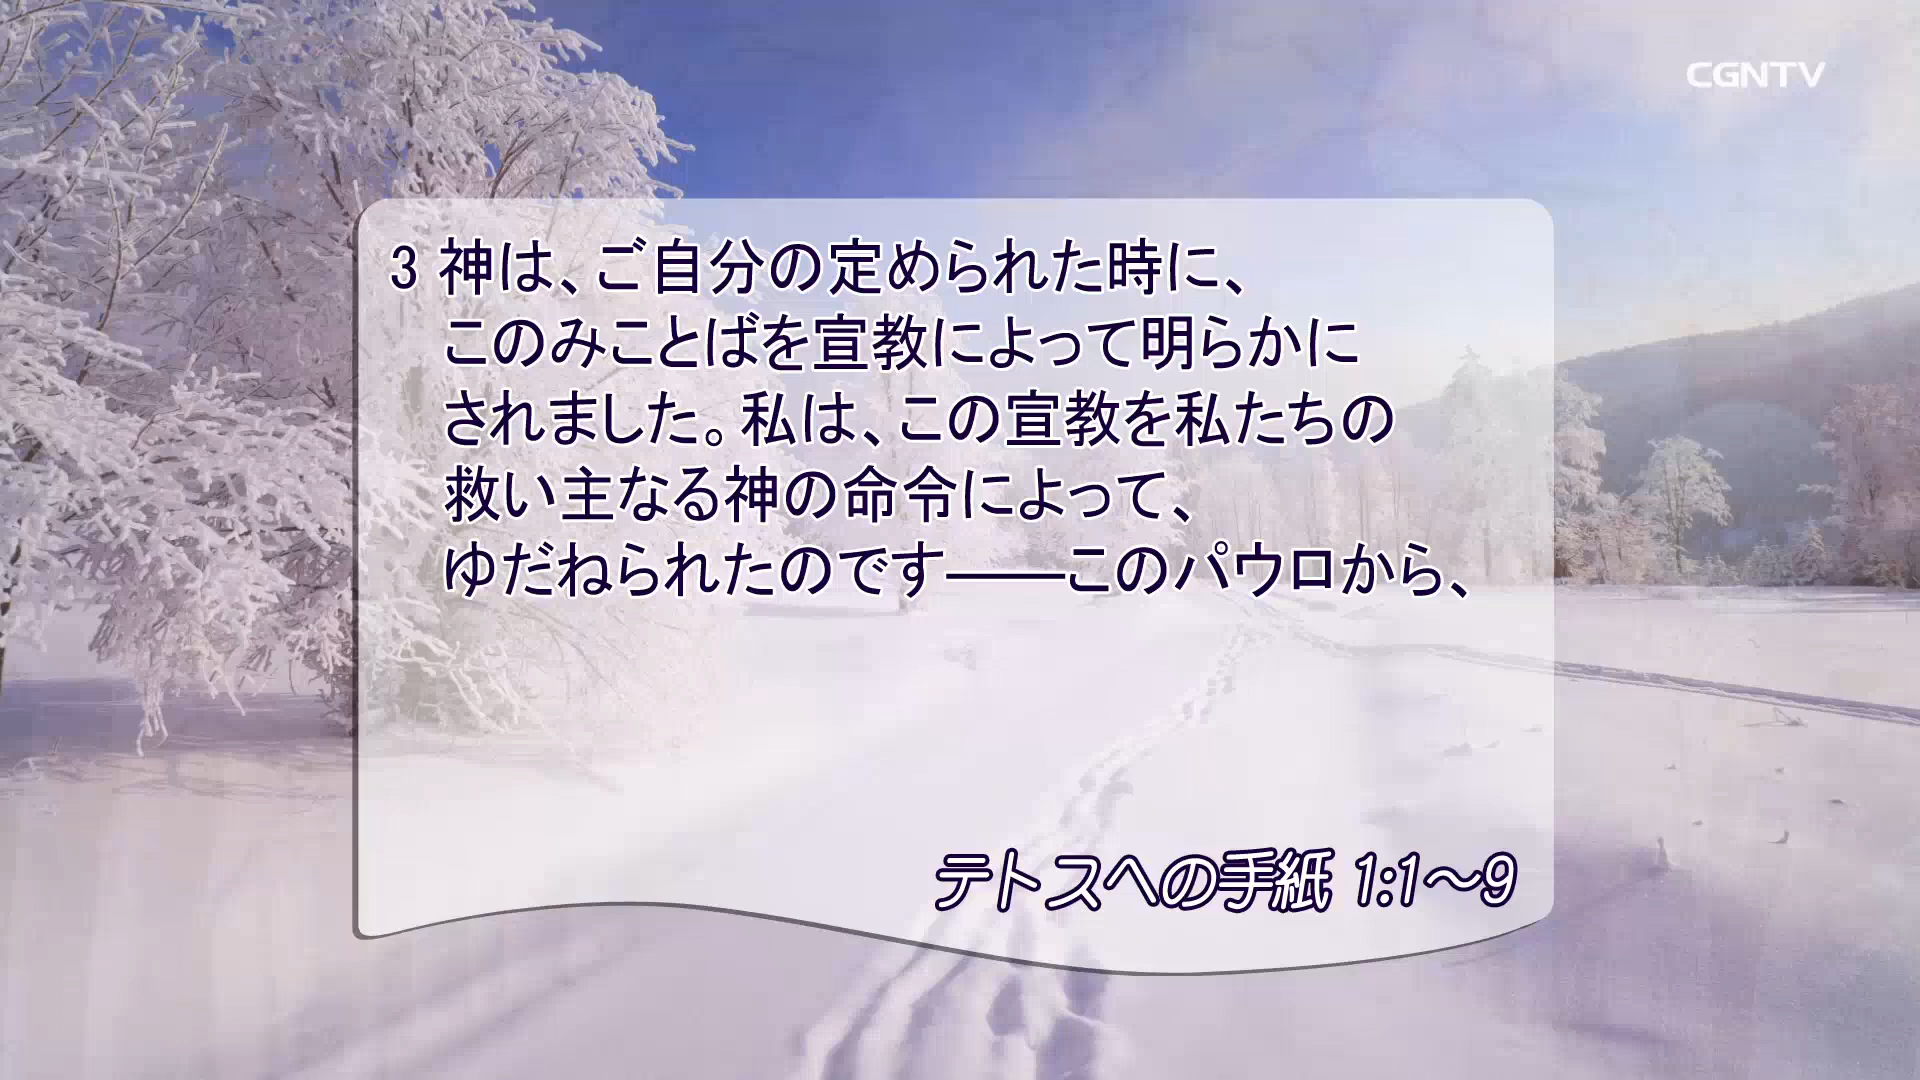 CGNTV
3 神は、ご自分の定められた時に、
このみことばを宣教によって明らかに
されました。私は、この宣教を私たちの
救い主なる神の命令によって、
ゆだねられたのです――このパウロから、
テトスへの手紙 1:1～9